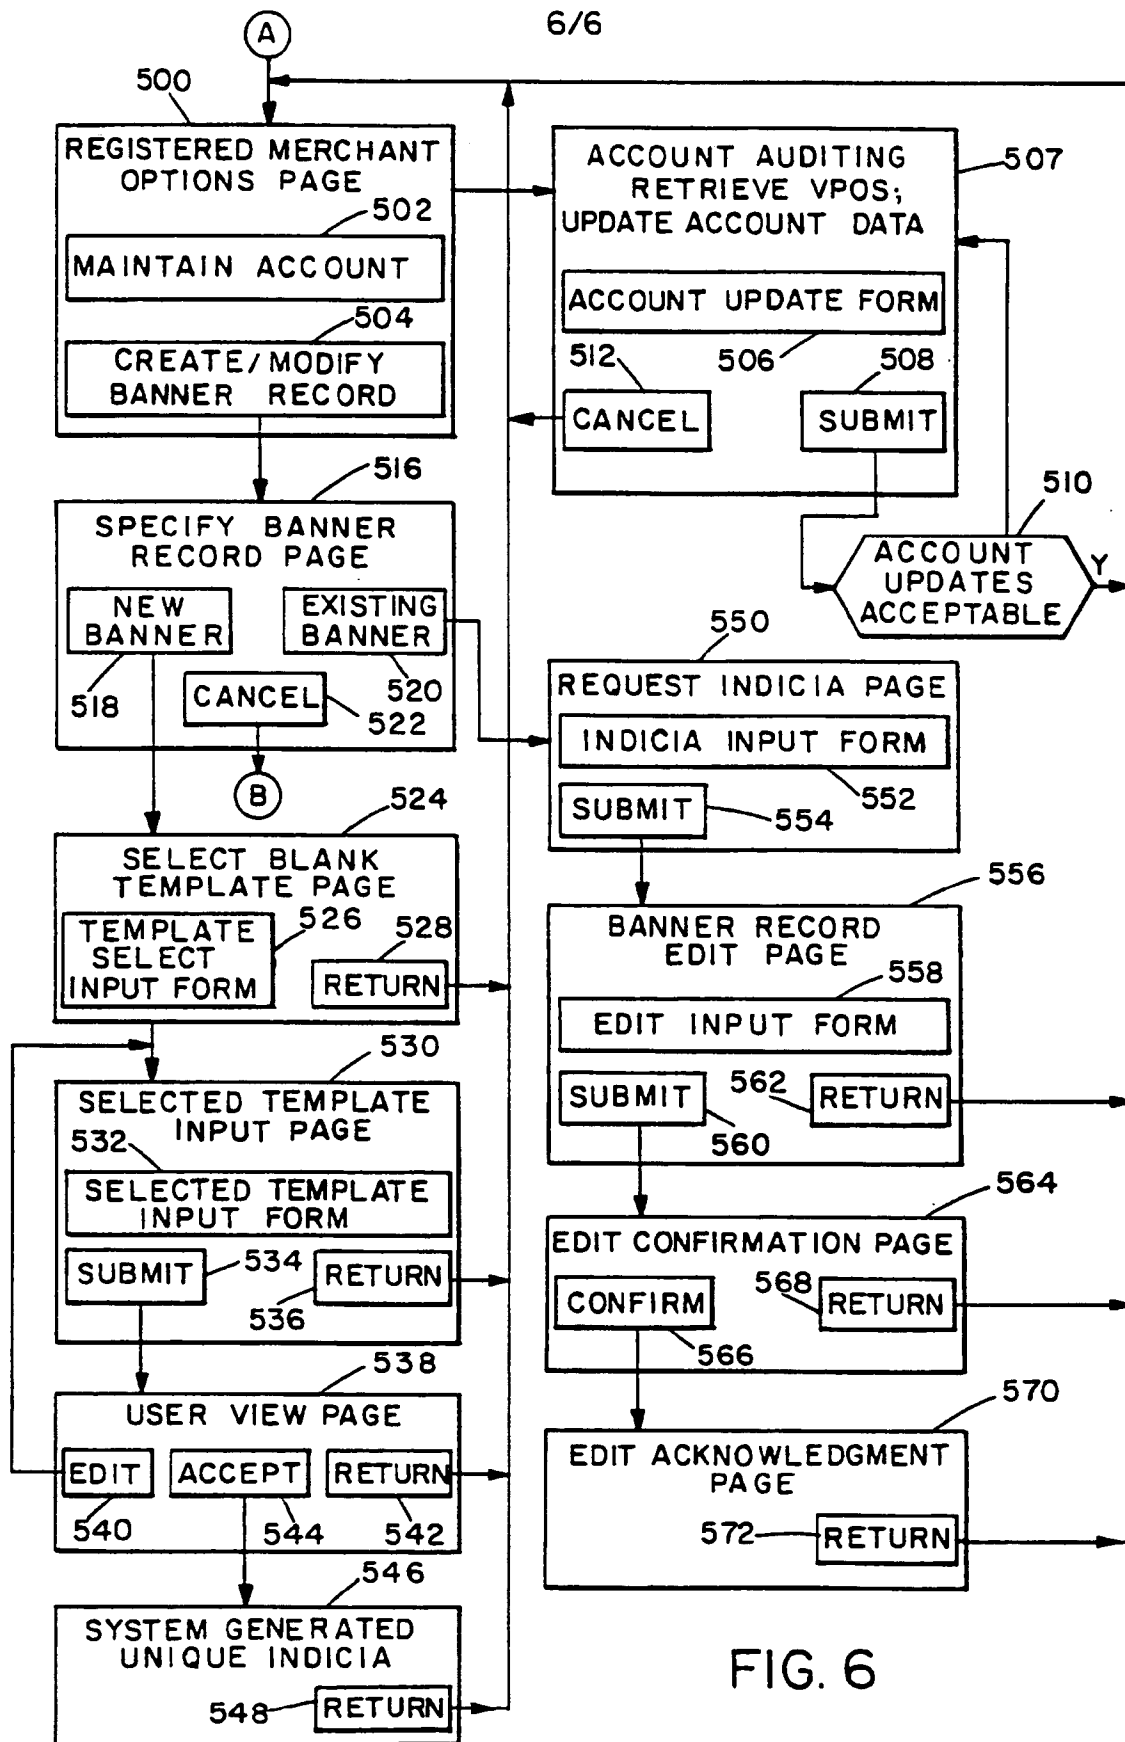 6/6
A
500
REGISTERED MERCHANT
OPTIONS PAGE
502
MAINTAIN ACCOUNT
504
CREATE/MODIFY
BANNER RECORD
ACCOUNT AUDITING
RETRIEVE VPOS;
UPDATE ACCOUNT DATA
507
ACCOUNT UPDATE FORM
506
512
CANCEL
508
SUBMIT
510
ACCOUNT
UPDATES
ACCEPTABLE
Y
516
SPECIFY BANNER
RECORD PAGE
NEW
BANNER
518
EXISTING
BANNER
520
CANCEL
522
B
524
SELECT BLANK
TEMPLATE PAGE
TEMPLATE
SELECT
INPUT FORM
526
528
RETURN
530
SELECTED TEMPLATE
INPUT PAGE
532
SELECTED TEMPLATE
INPUT FORM
SUBMIT
534
RETURN
536
538
USER VIEW PAGE
EDIT
540
ACCEPT
544
RETURN
542
546
SYSTEM GENERATED
UNIQUE INDICIA
548
RETURN
550
REQUEST INDICIA PAGE
INDICIA INPUT FORM
552
SUBMIT
554
556
BANNER RECORD
EDIT PAGE
558
EDIT INPUT FORM
SUBMIT
560
562
RETURN
564
EDIT CONFIRMATION PAGE
CONFIRM
566
568
RETURN
570
EDIT ACKNOWLEDGMENT
PAGE
572
RETURN
FIG. 6